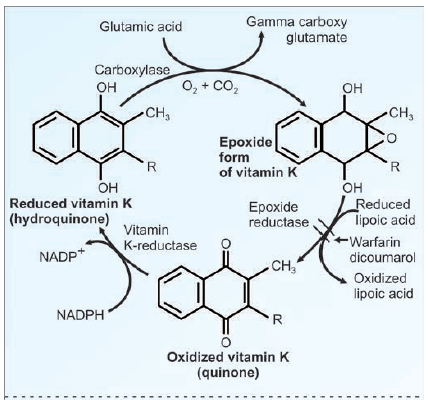 Glutamic acid
Gamma carboxy
glutamate
Carboxylase
O₂ + CO₂
OH
CH₃
R
OH
Reduced vitamin K
(hydroquinone)
OH
CH₃
O
R
OH
Epoxide
form
of vitamin K
Epoxide
reductase
Reduced
lipoic acid
Warfarin
dicoumarol
Oxidized
lipoic acid
Vitamin
K-reductase
NADP⁺
NADPH
O
CH₃
R
O
Oxidized vitamin K
(quinone)